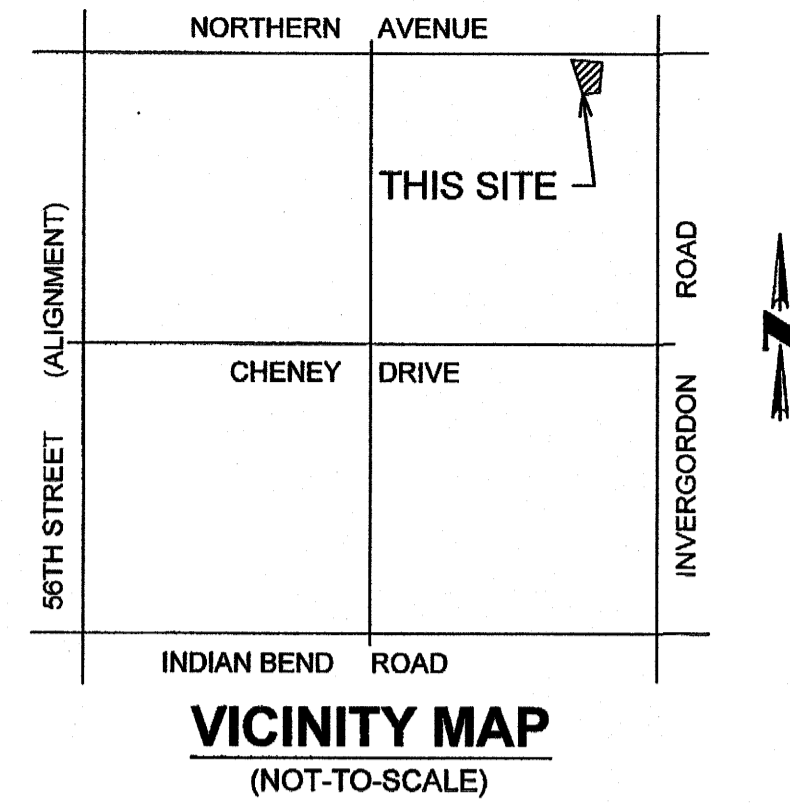 NORTHERN AVENUE
THIS SITE
56TH STREET (ALIGNMENT)
INVERGORDON ROAD
N
CHENEY DRIVE
INDIAN BEND ROAD
VICINITY MAP
(NOT-TO-SCALE)